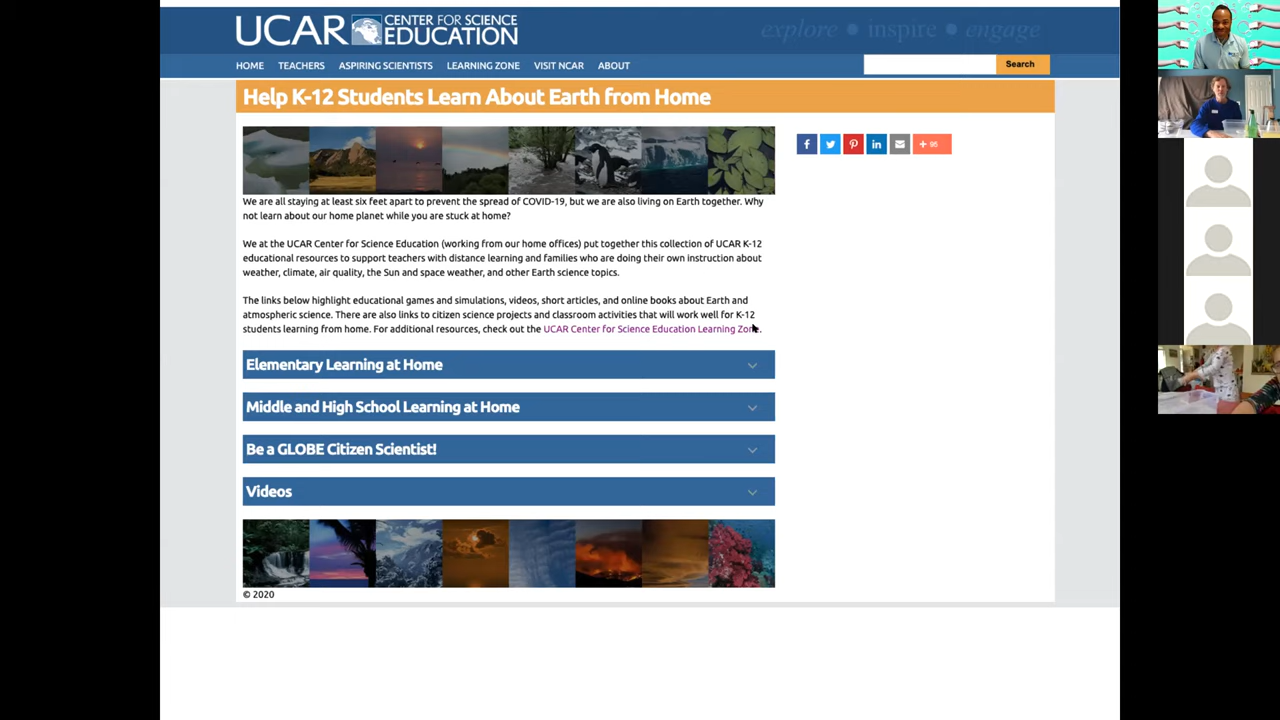 UCAR CENTER FOR SCIENCE EDUCATION
explore • inspire • engage
HOME TEACHERS ASPIRING SCIENTISTS LEARNING ZONE VISIT NCAR ABOUT Search
Help K-12 Students Learn About Earth from Home
+ 95
We are all staying at least six feet apart to prevent the spread of COVID-19, but we are also living on Earth together. Why
not learn about our home planet while you are stuck at home?
We at the UCAR Center for Science Education (working from our home offices) put together this collection of UCAR K-12
educational resources to support teachers with distance learning and families who are doing their own instruction about
weather, climate, air quality, the Sun and space weather, and other Earth science topics.
The links below highlight educational games and simulations, videos, short articles, and online books about Earth and
atmospheric science. There are also links to citizen science projects and classroom activities that will work well for K-12
students learning from home. For additional resources, check out the UCAR Center for Science Education Learning Zone.
Elementary Learning at Home
Middle and High School Learning at Home
Be a GLOBE Citizen Scientist!
Videos
© 2020